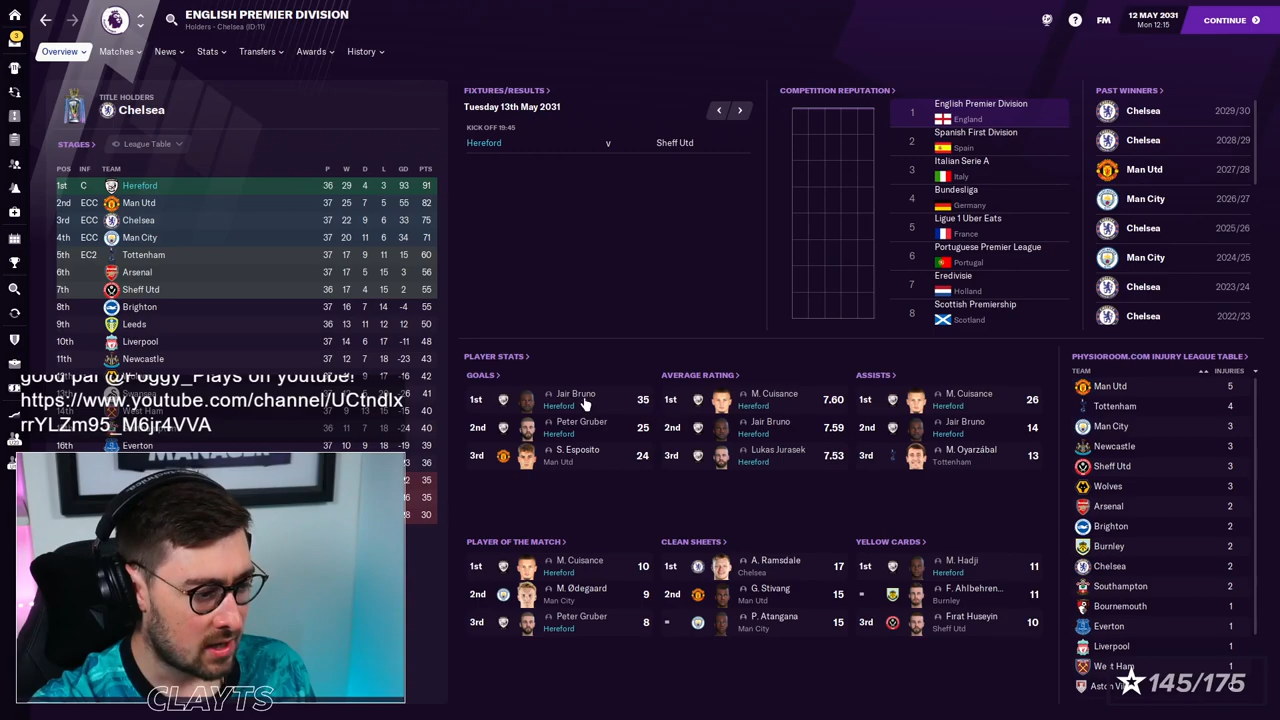 ENGLISH PREMIER DIVISION
Holders - Chelsea (ID:11)
3
FM
12 MAY 2031
Mon 12:15
CONTINUE
Overview
Matches
News
Stats
Transfers
Awards
History
TITLE HOLDERS
Chelsea
STAGES
League Table
POS INF TEAM P W D L GD PTS
1st C Hereford 36 29 4 3 93 91
2nd ECC Man Utd 37 25 7 5 55 82
3rd ECC Chelsea 37 22 9 6 33 75
4th ECC Man City 37 20 11 6 34 71
5th EC2 Tottenham 37 17 9 11 15 60
6th Arsenal 37 17 5 15 3 56
7th Sheff Utd 36 17 4 15 2 55
8th Brighton 37 16 7 14 -4 55
9th Leeds 36 13 11 12 12 50
10th Liverpool 37 14 6 17 -11 48
11th Newcastle 37 12 7 18 -23 43
good pal @Foggy_Plays on youtube!
https://www.youtube.com/channel/UCfndIx
rrYLZm95_M6jr4VVA
16th Everton 37 10 9 18 -19 39
FIXTURES/RESULTS
Tuesday 13th May 2031
KICK OFF 19:45
Hereford v Sheff Utd
COMPETITION REPUTATION
1 English Premier Division
England
2 Spanish First Division
Spain
3 Italian Serie A
Italy
4 Bundesliga
Germany
5 Ligue 1 Uber Eats
France
6 Portuguese Premier League
Portugal
7 Eredivisie
Holland
8 Scottish Premiership
Scotland
PAST WINNERS
Chelsea 2029/30
Chelsea 2028/29
Man Utd 2027/28
Man City 2026/27
Chelsea 2025/26
Man City 2024/25
Chelsea 2023/24
Chelsea 2022/23
PLAYER STATS
GOALS
1st Jair Bruno 35
Hereford
2nd Peter Gruber 25
Hereford
3rd S. Esposito 24
Man Utd
AVERAGE RATING
1st M. Cuisance 7.60
Hereford
2nd Jair Bruno 7.59
Hereford
3rd Lukas Jurasek 7.53
Hereford
ASSISTS
1st M. Cuisance 26
Hereford
2nd Jair Bruno 14
Hereford
3rd M. Oyarzábal 13
Tottenham
PLAYER OF THE MATCH
1st M. Cuisance 10
Hereford
2nd M. Ødegaard 9
Man City
3rd Peter Gruber 8
Hereford
CLEAN SHEETS
1st A. Ramsdale 17
Chelsea
2nd G. Stivang 15
Man Utd
= P. Atangana 15
Man City
YELLOW CARDS
1st M. Hadji 11
Hereford
= F. Ahlbehren... 11
Burnley
3rd Fırat Huseyin 10
Sheff Utd
PHYSIOROOM.COM INJURY LEAGUE TABLE
TEAM INJURIES
Man Utd 5
Tottenham 4
Man City 3
Newcastle 3
Sheff Utd 3
Wolves 3
Arsenal 2
Brighton 2
Burnley 2
Chelsea 2
Southampton 2
Bournemouth 1
Everton 1
Liverpool 1
West Ham 1
Aston
145/175
CLAYTS